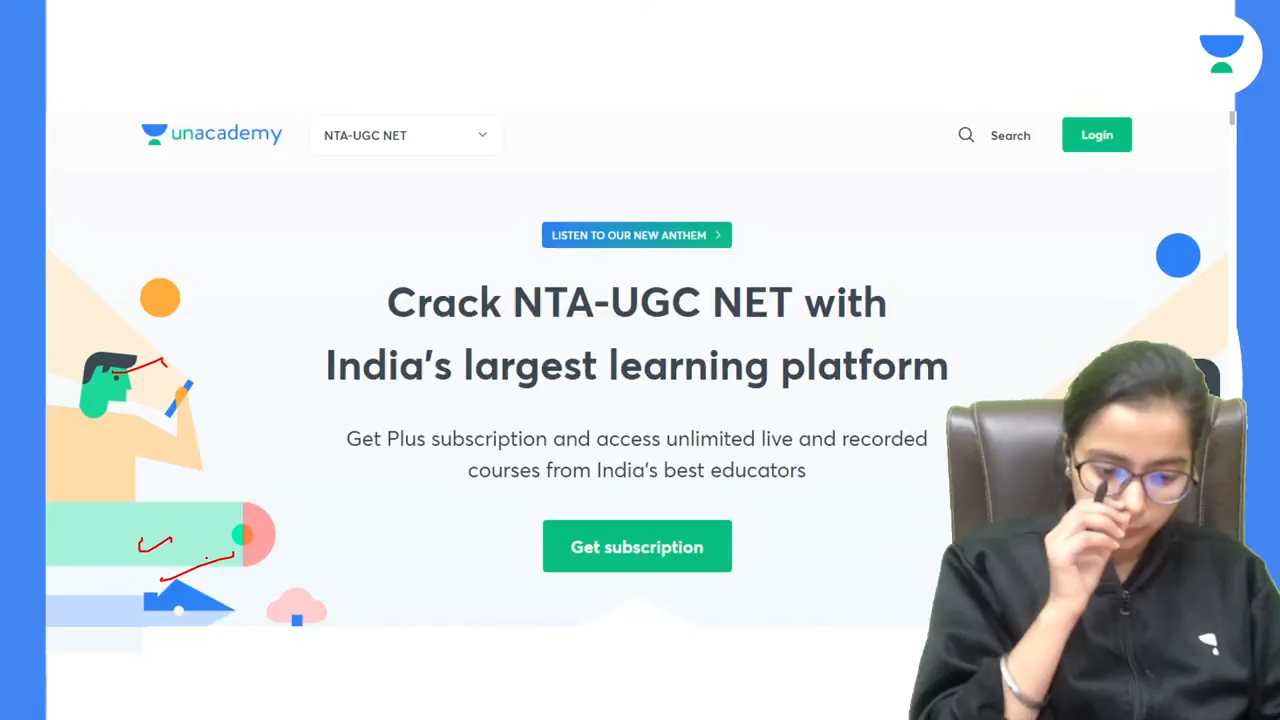 unacademy
NTA-UGC NET
Search
Login
LISTEN TO OUR NEW ANTHEM
Crack NTA-UGC NET with
India's largest learning platform
Get Plus subscription and access unlimited live and recorded
courses from India's best educators
Get subscription